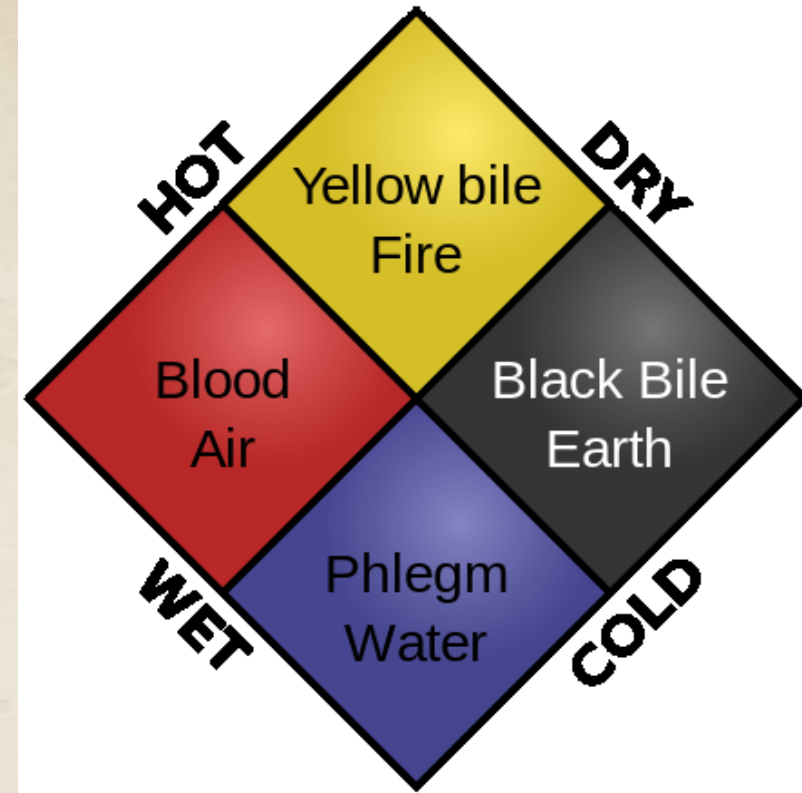 HOT
DRY
Yellow bile
Fire
Blood
Air
Black Bile
Earth
Phlegm
Water
WET
COLD